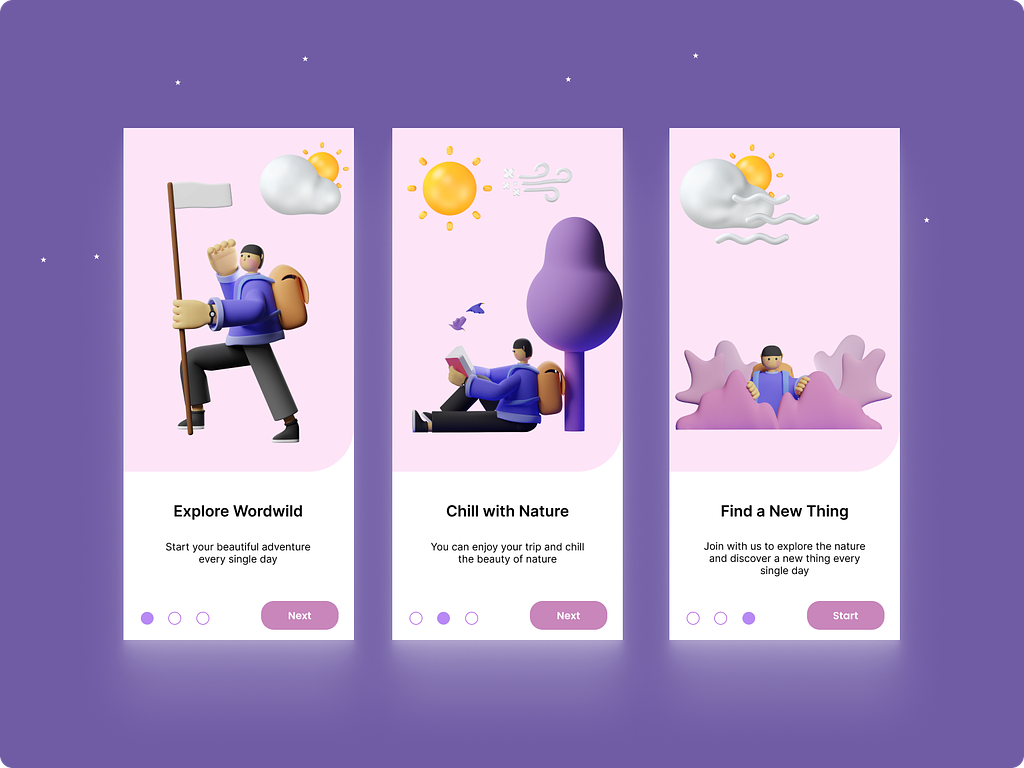 Explore Wordwild
Start your beautiful adventure
every single day
Next
Chill with Nature
You can enjoy your trip and chill
the beauty of nature
Next
Find a New Thing
Join with us to explore the nature
and discover a new thing every
single day
Start